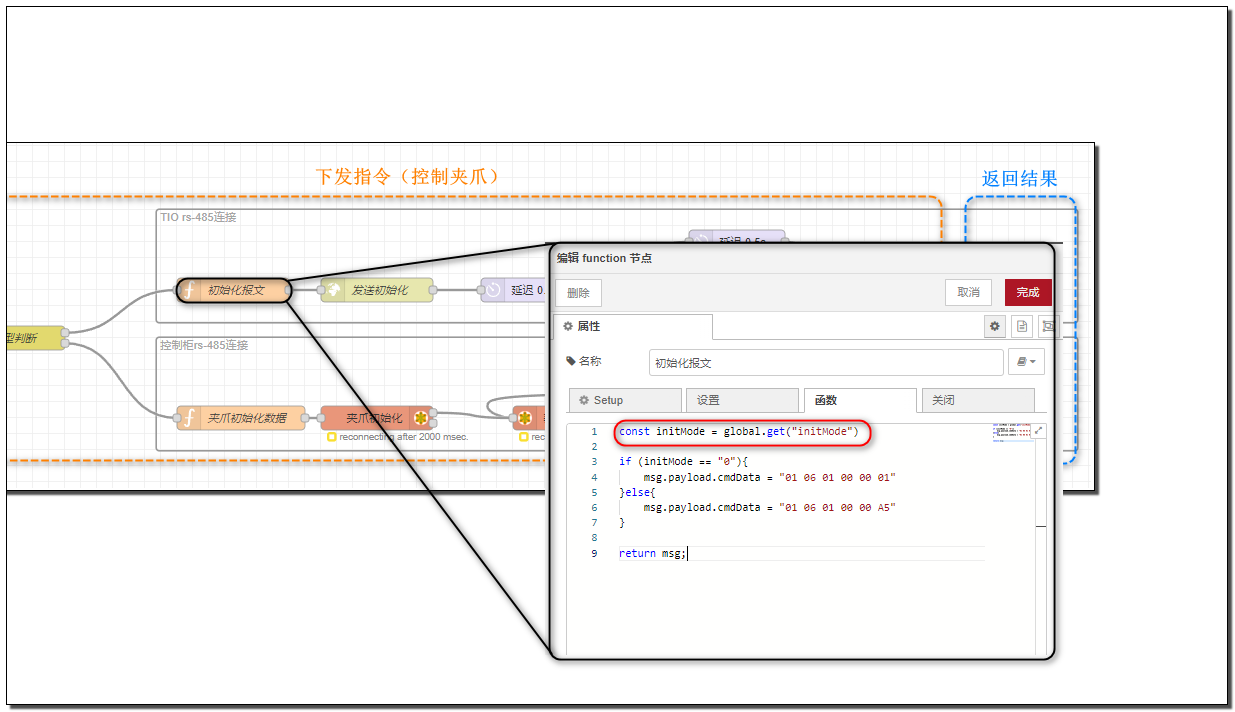 下发指令（控制夹爪）
返回结果
TIO rs-485连接
延迟 0.5s
初始化报文
发送初始化
延迟 0.
型判断
控制柜rs-485连接
夹爪初始化数据
夹爪初始化
reconnecting after 2000 msec.
reco
编辑 function 节点
删除
取消
完成
属性
名称
初始化报文
Setup
设置
函数
关闭
1 const initMode = global.get("initMode")
2
3 if (initMode == "0"){
4 msg.payload.cmdData = "01 06 01 00 00 01"
5 }else{
6 msg.payload.cmdData = "01 06 01 00 00 A5"
7 }
8
9 return msg;